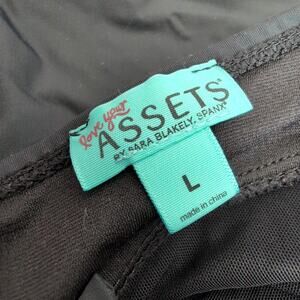 love your
ASSETS®
BY SARA BLAKELY, SPANX®
L
made in china